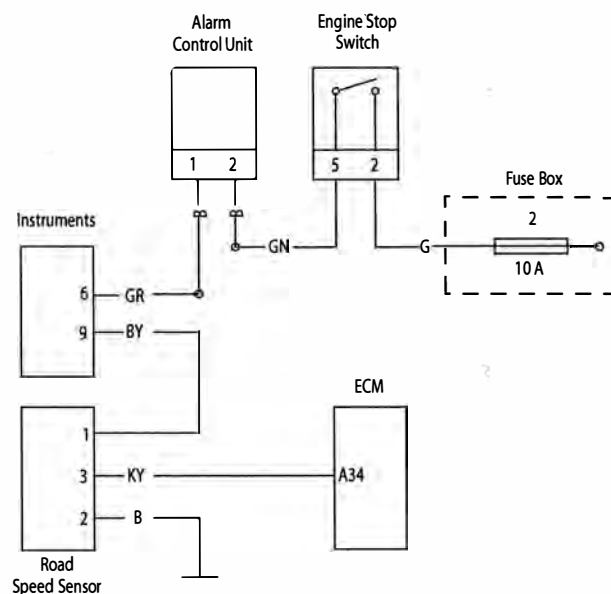 Alarm
Control Unit
Engine Stop
Switch
1 2
5 2
Fuse Box
2
10 A
Instruments
GN
G
6
GR
9
BY
ECM
1
3
KY
A34
2
B
Road
Speed Sensor